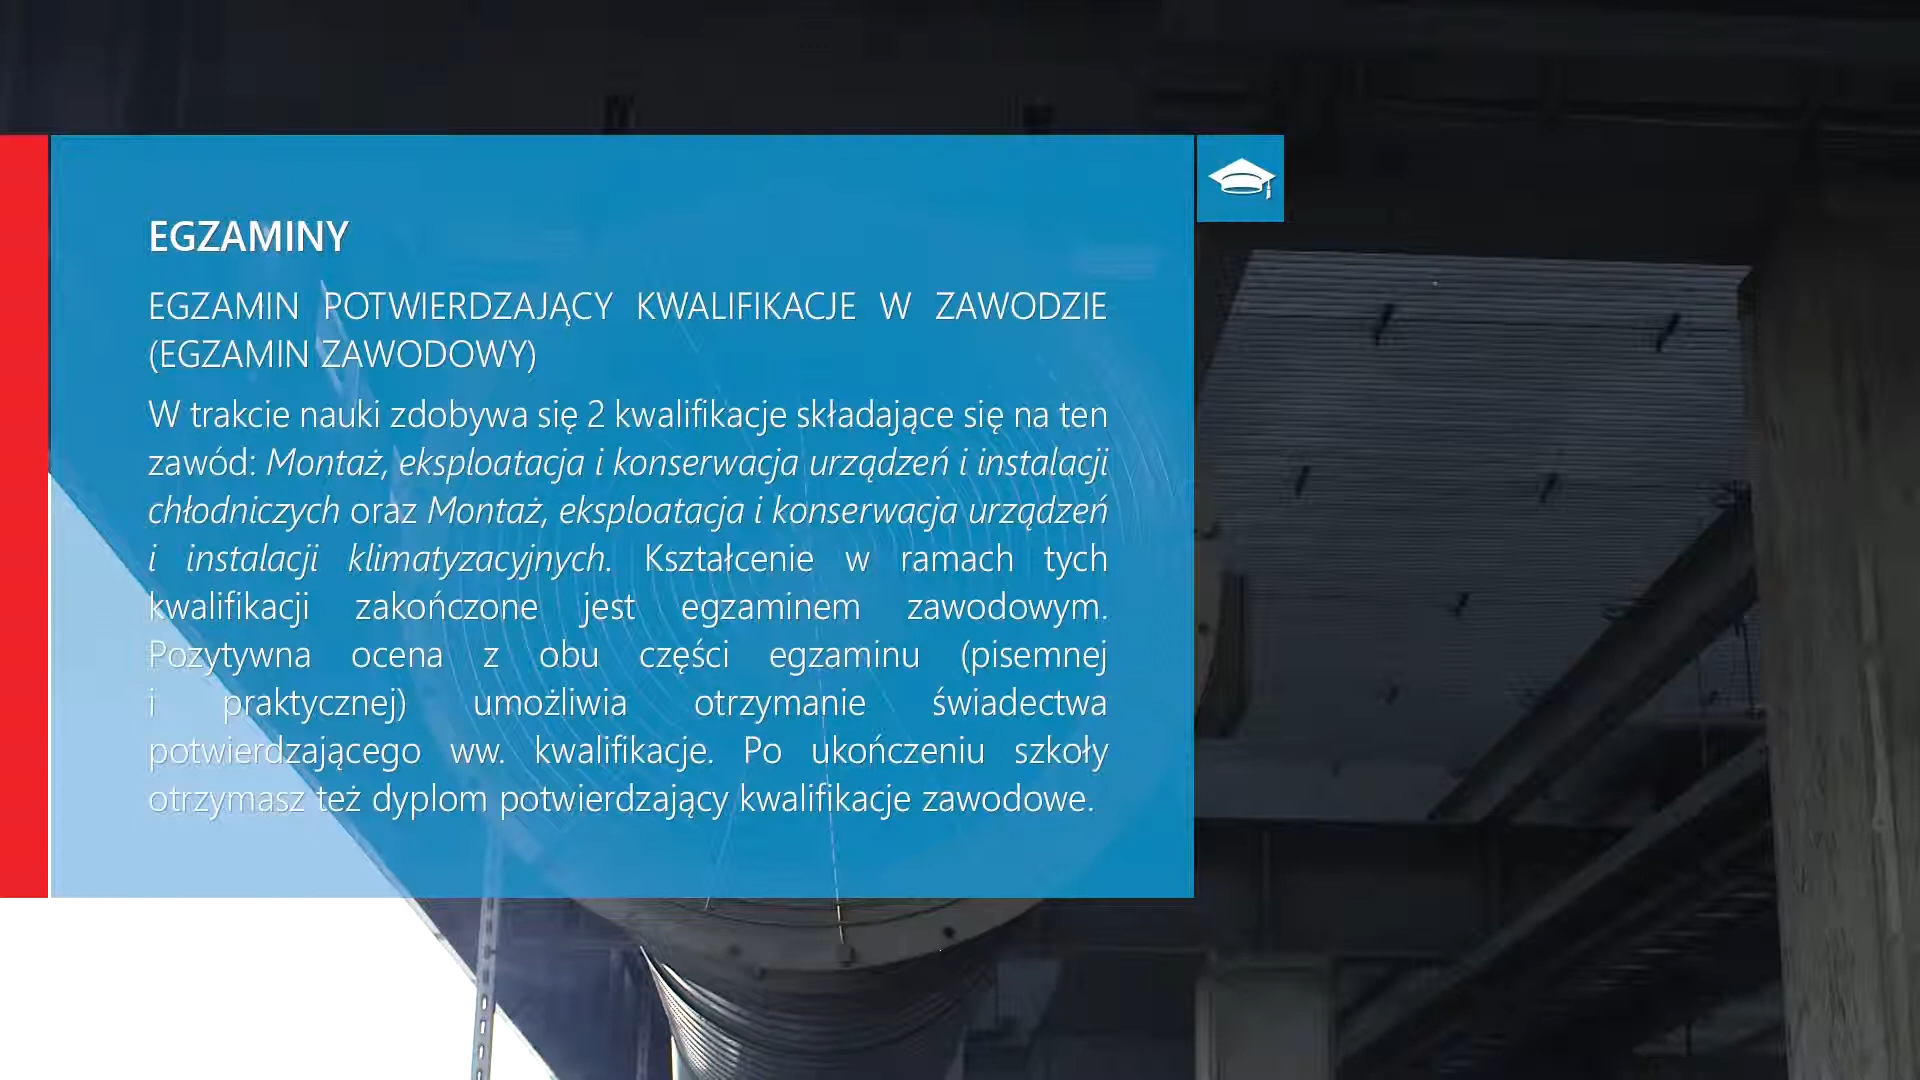 EGZAMINY
EGZAMIN POTWIERDZAJĄCY KWALIFIKACJE W ZAWODZIE
(EGZAMIN ZAWODOWY)
W trakcie nauki zdobywa się 2 kwalifikacje składające się na ten
zawód: Montaż, eksploatacja i konserwacja urządzeń i instalacji
chłodniczych oraz Montaż, eksploatacja i konserwacja urządzeń
i instalacji klimatyzacyjnych. Kształcenie w ramach tych
kwalifikacji zakończone jest egzaminem zawodowym.
Pozytywna ocena z obu części egzaminu (pisemnej
i praktycznej) umożliwia otrzymanie świadectwa
potwierdzającego ww. kwalifikacje. Po ukończeniu szkoły
otrzymasz też dyplom potwierdzający kwalifikacje zawodowe.